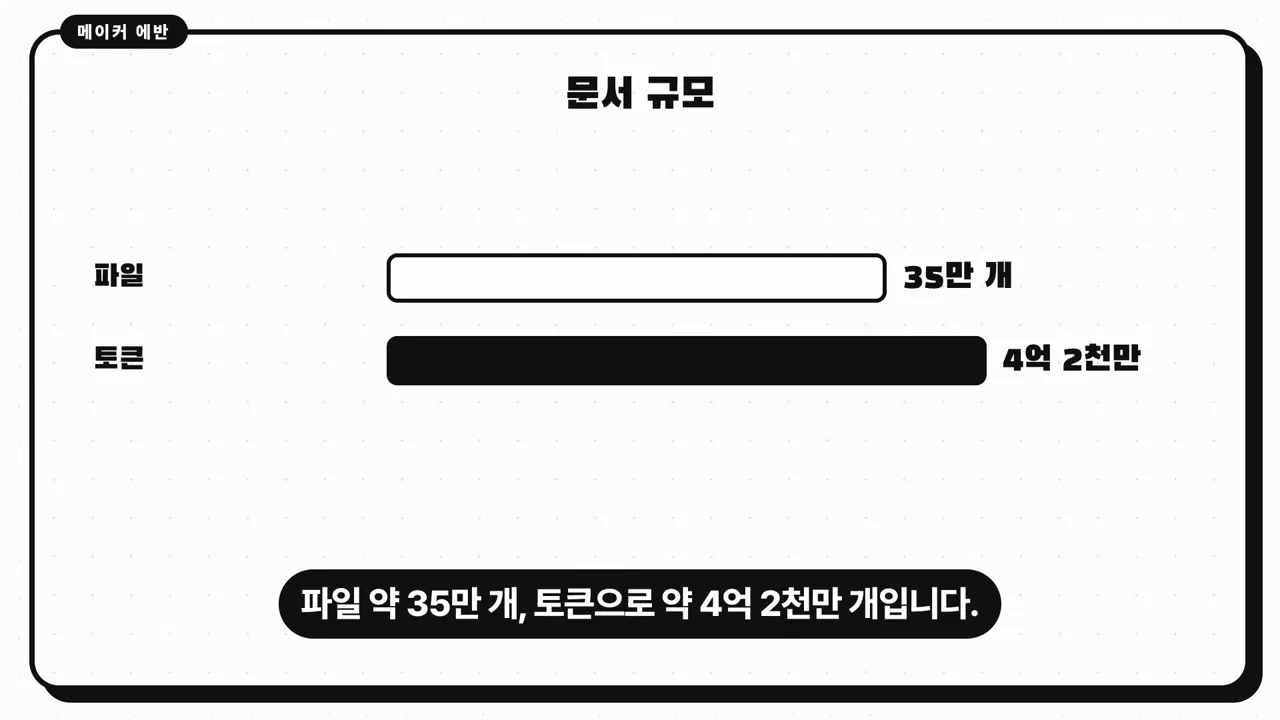 메이커 에반
문서 규모
파일 35만 개
토큰 4억 2천만
파일 약 35만 개, 토큰으로 약 4억 2천만 개입니다.